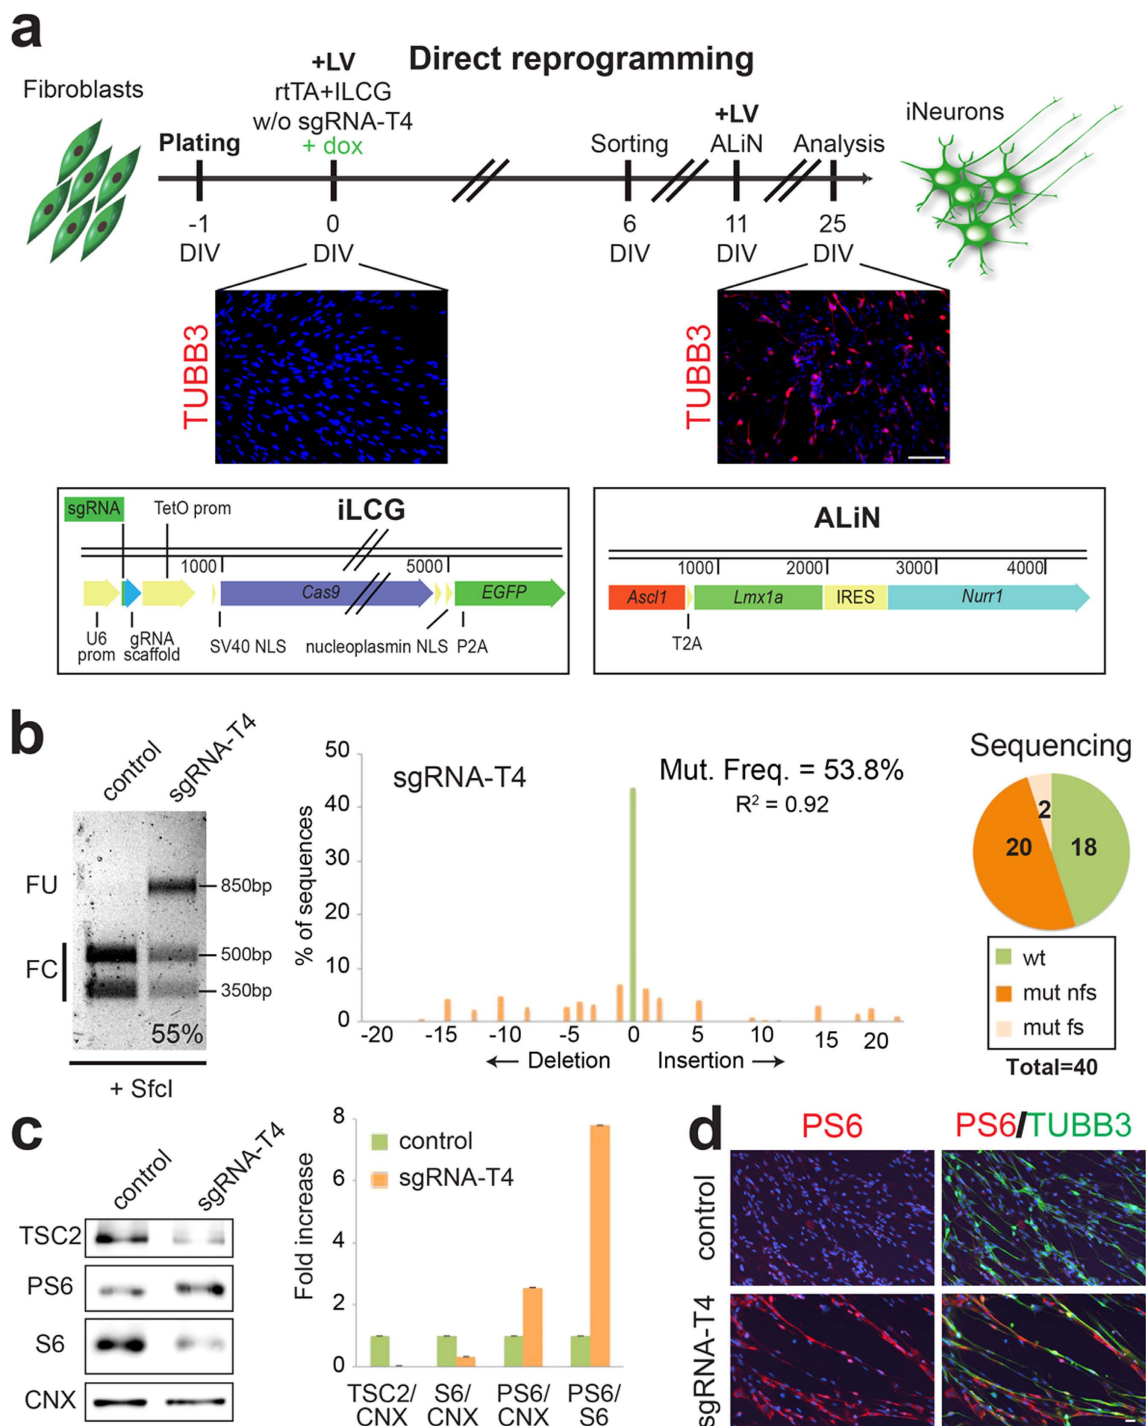 a
Direct reprogramming
Fibroblasts
+LV
rtTA+ILCG
w/o sgRNA-T4
+ dox
Plating
Sorting
+LV
ALiN
Analysis
iNeurons
-1
DIV
0
DIV
6
DIV
11
DIV
25
DIV
TUBB3
TUBB3
iLCG
sgRNA
TetO prom
1000
5000
Cas9
EGFP
U6
prom
gRNA
scaffold
SV40 NLS
nucleoplasmin NLS
P2A
ALiN
1000
2000
3000
4000
Ascl1
Lmx1a
IRES
Nurr1
T2A
b
control
sgRNA-T4
FU
FC
850bp
500bp
350bp
55%
+ SfcI
% of sequences
50
40
30
20
10
0
sgRNA-T4
Mut. Freq. = 53.8%
R² = 0.92
-20 -15 -10 -5 0 5 10 15 20
← Deletion Insertion →
Sequencing
2
20
18
wt
mut nfs
mut fs
Total=40
c
control
sgRNA-T4
TSC2
PS6
S6
CNX
Fold increase
8
6
4
2
0
control
sgRNA-T4
TSC2/
CNX
S6/
CNX
PS6/
CNX
PS6/
S6
d
PS6
PS6/TUBB3
control
sgRNA-T4